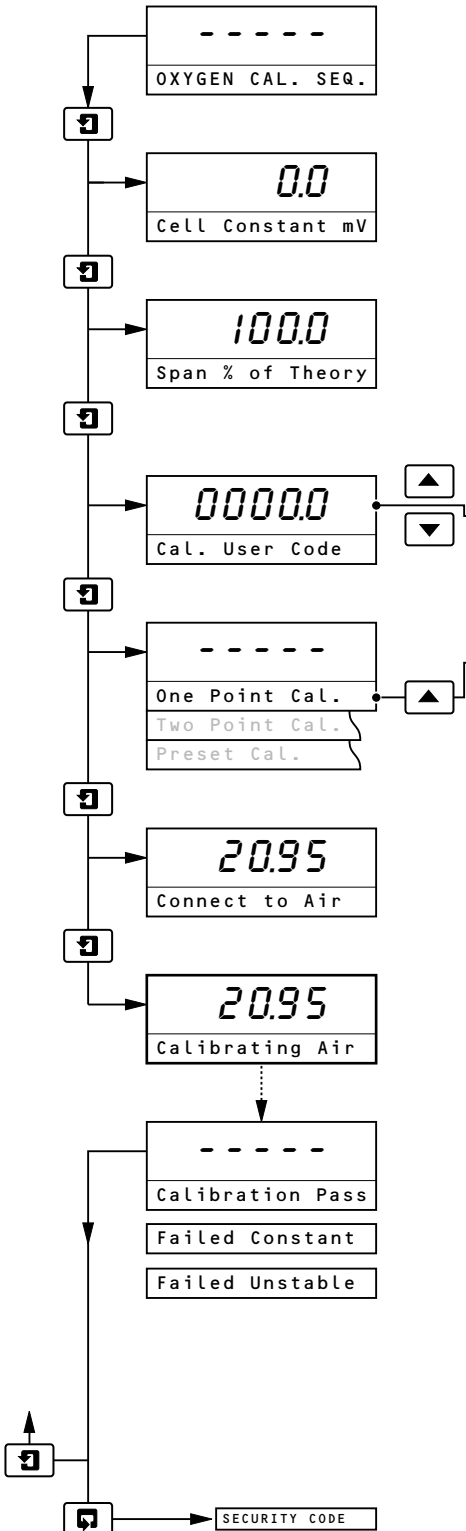 - - - - -
OXYGEN CAL. SEQ.
0.0
Cell Constant mV
100.0
Span % of Theory
0000.0
Cal. User Code
- - - - -
One Point Cal.
Two Point Cal.
Preset Cal.
20.95
Connect to Air
20.95
Calibrating Air
- - - - -
Calibration Pass
Failed Constant
Failed Unstable
SECURITY CODE